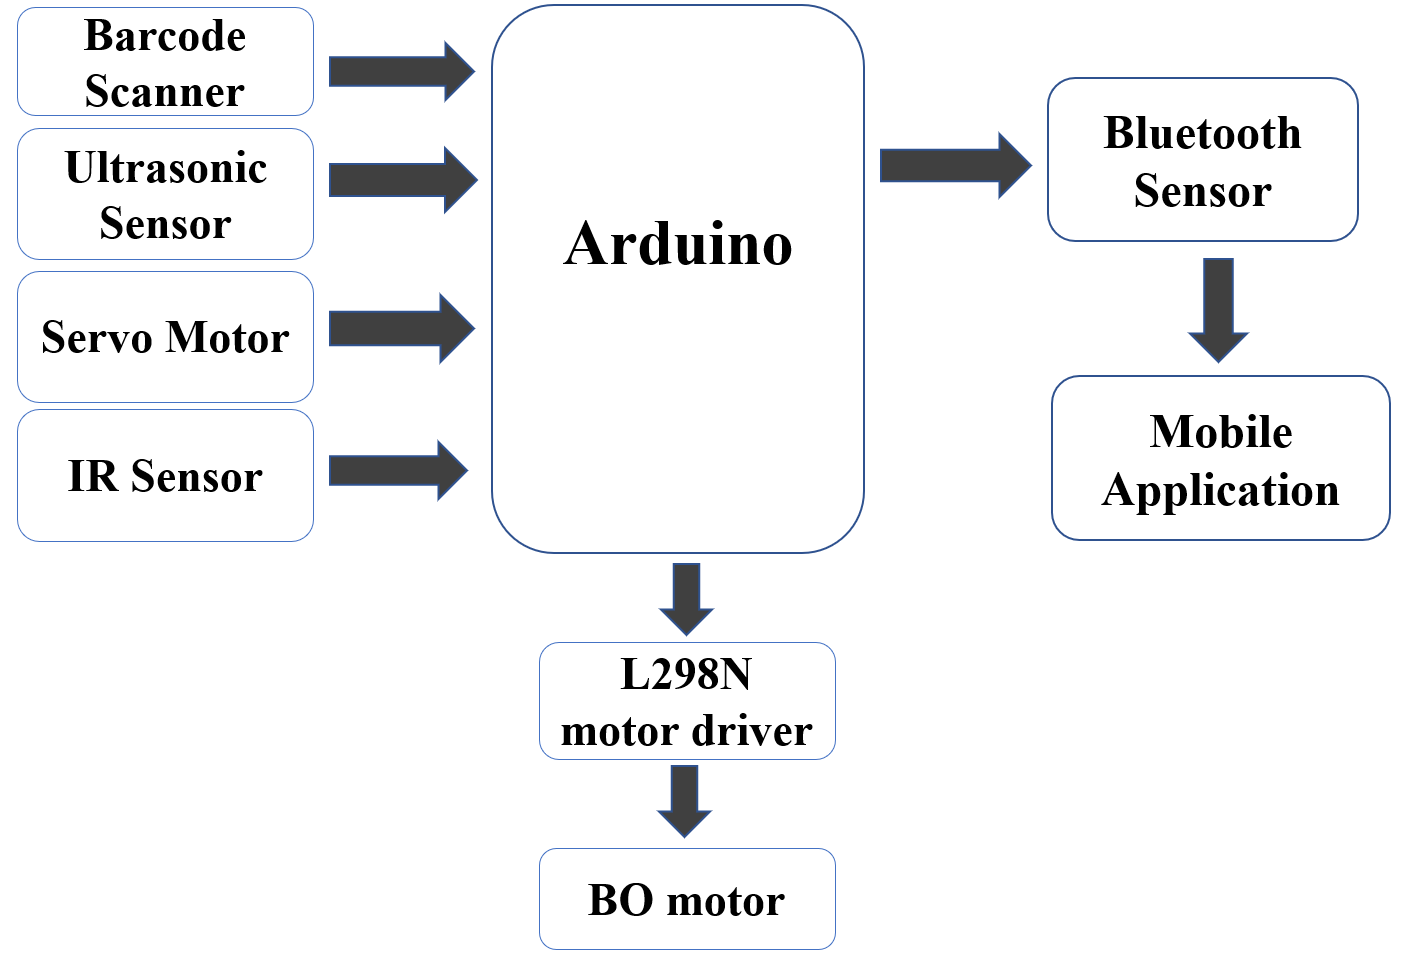 Barcode
Scanner
Ultrasonic
Sensor
Servo Motor
IR Sensor
Arduino
Bluetooth
Sensor
Mobile
Application
L298N
motor driver
BO motor